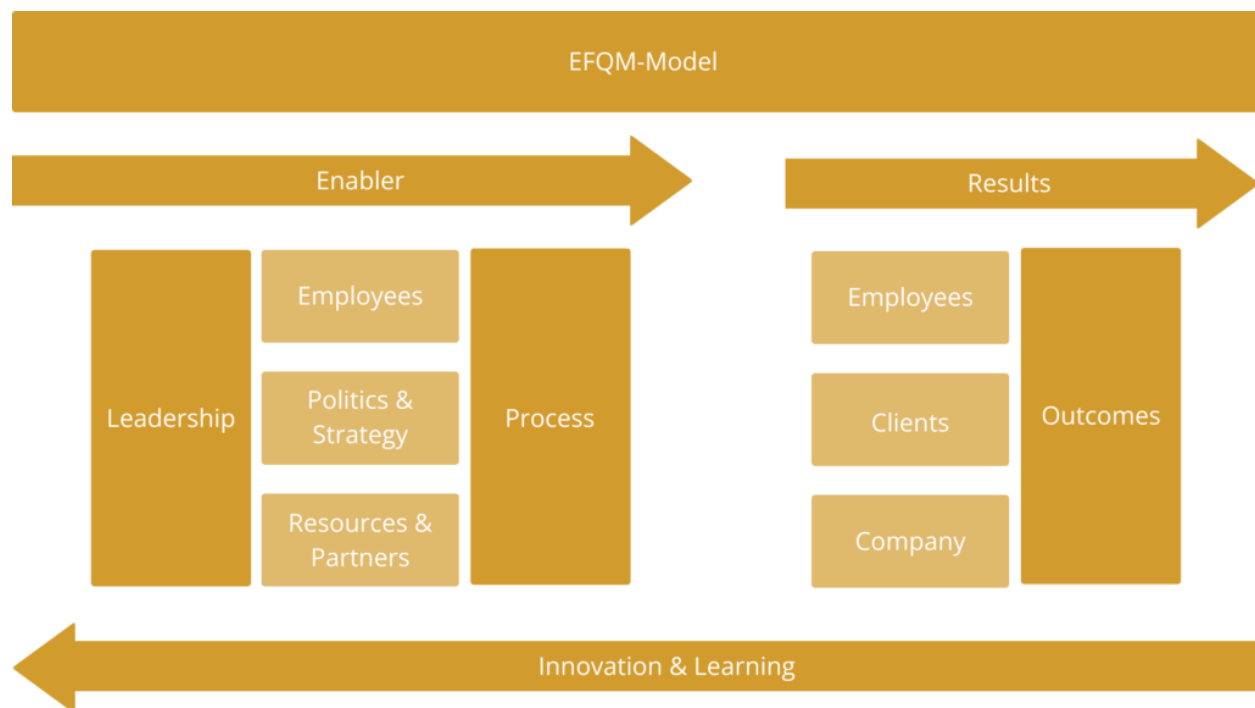 EFQM-Model
Enabler
Results
Leadership
Employees
Politics &
Strategy
Resources &
Partners
Process
Employees
Clients
Company
Outcomes
Innovation & Learning